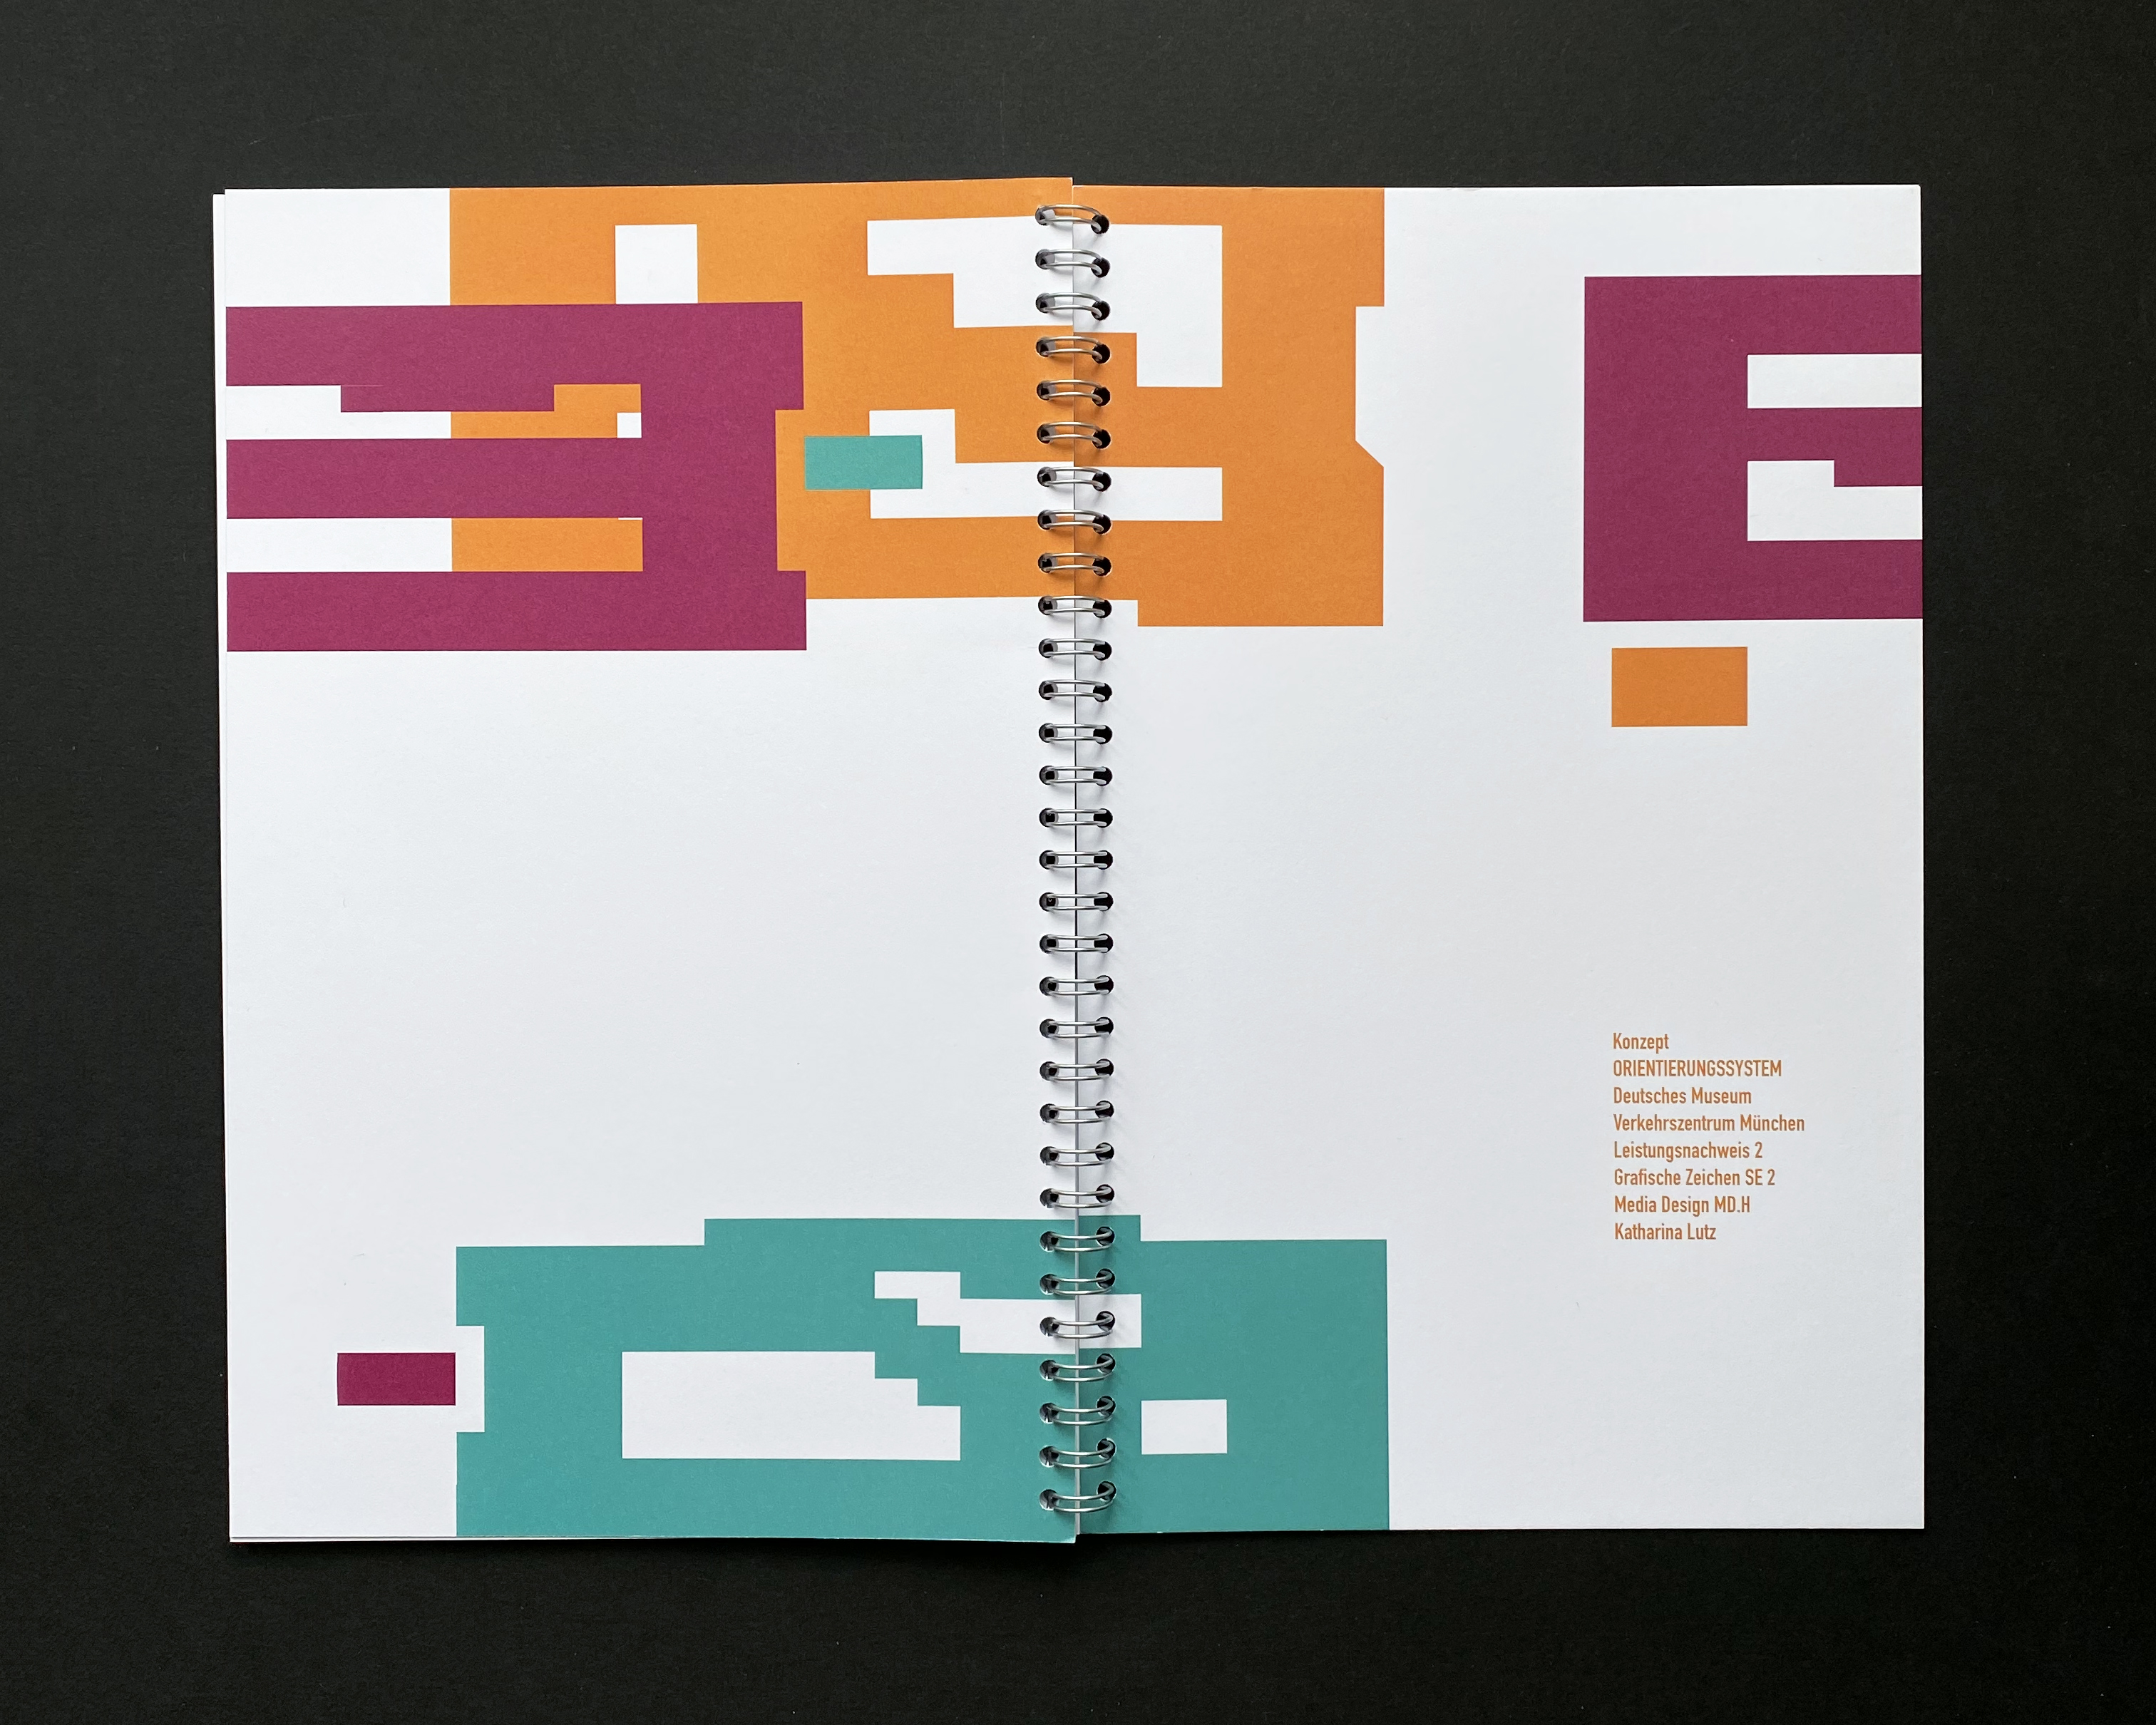 Konzept
ORIENTIERUNGSSYSTEM
Deutsches Museum
Verkehrszentrum München
Leistungsnachweis 2
Grafische Zeichen SE 2
Media Design MD.H
Katharina Lutz